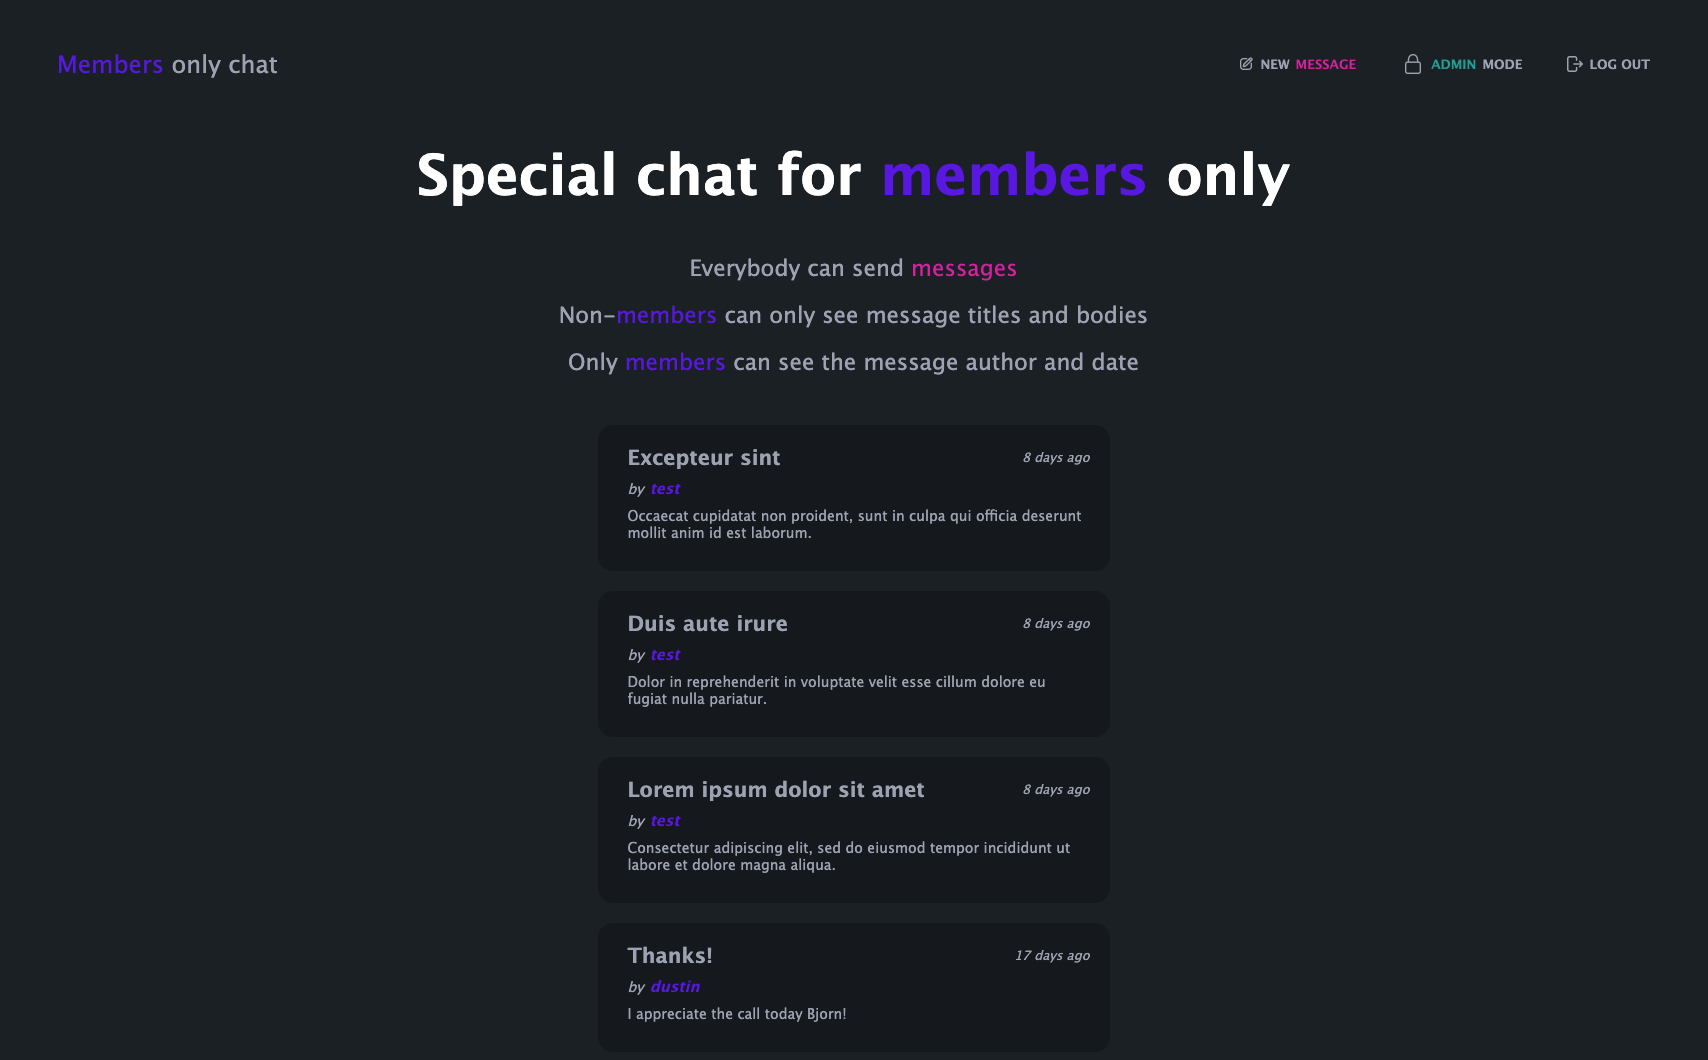 Members only chat
NEW MESSAGE
ADMIN MODE
LOG OUT
Special chat for members only
Everybody can send messages
Non-members can only see message titles and bodies
Only members can see the message author and date
Excepteur sint
8 days ago
by test
Occaecat cupidatat non proident, sunt in culpa qui officia deserunt
mollit anim id est laborum.
Duis aute irure
8 days ago
by test
Dolor in reprehenderit in voluptate velit esse cillum dolore eu
fugiat nulla pariatur.
Lorem ipsum dolor sit amet
8 days ago
by test
Consectetur adipiscing elit, sed do eiusmod tempor incididunt ut
labore et dolore magna aliqua.
Thanks!
17 days ago
by dustin
I appreciate the call today Bjorn!